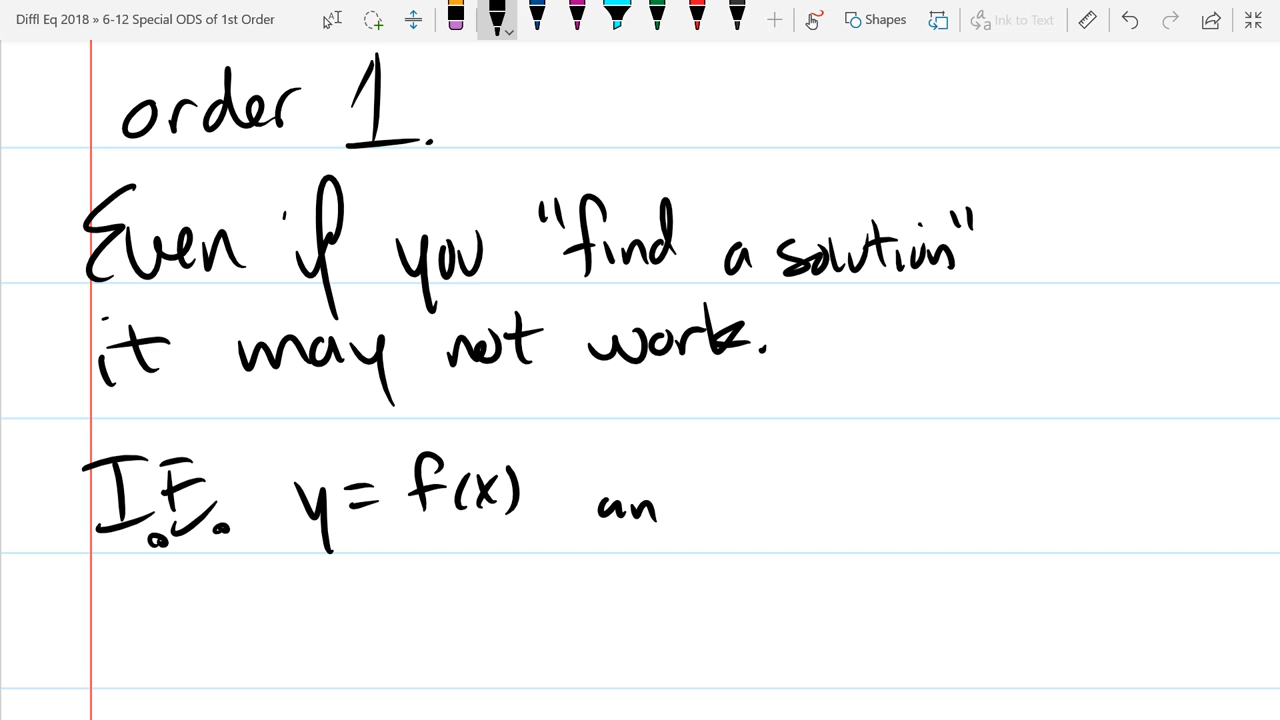 Diffl Eq 2018 » 6-12 Special ODS of 1st Order
Shapes
Ink to Text
order 1.
Even if you "find a solution"
it may not work.
I.E. y = f(x) an